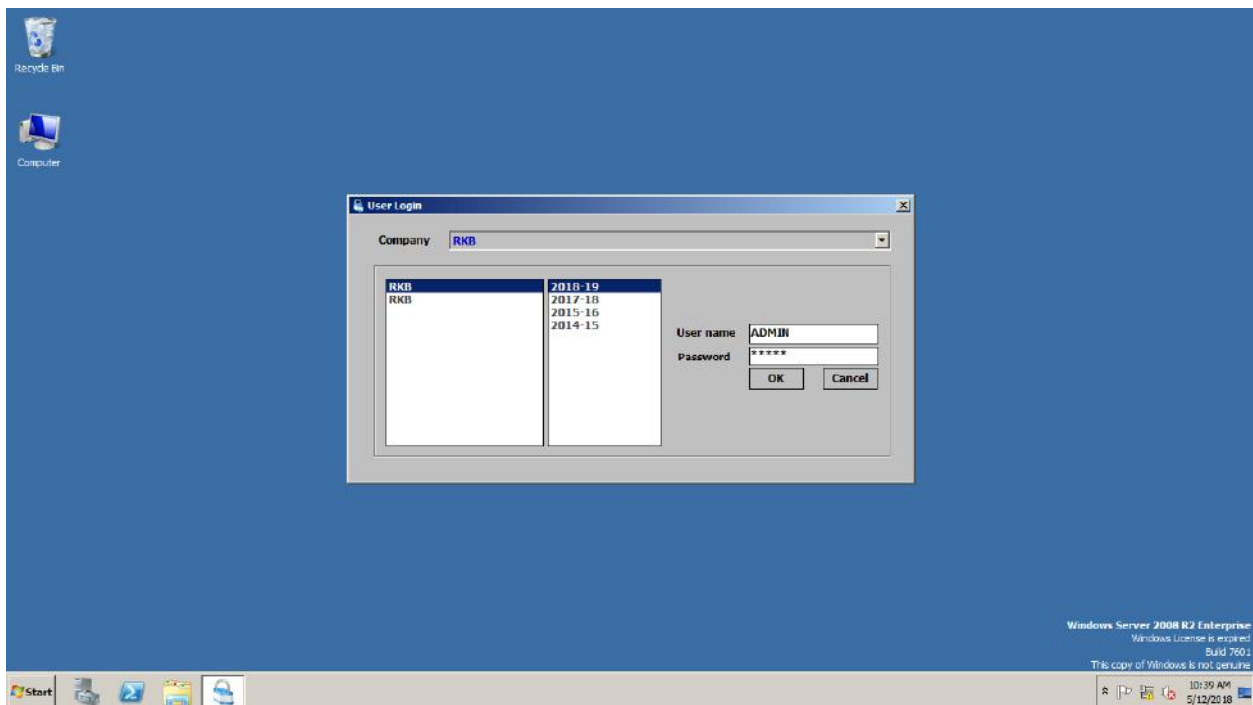 Recycle Bin
Computer
User Login
Company RKB
RKB
RKB
2018-19
2017-18
2015-16
2014-15
User name ADMIN
Password *****
OK Cancel
Windows Server 2008 R2 Enterprise
Windows License is expired
Build 7601
This copy of Windows is not genuine
Start
10:39 AM
5/12/2018